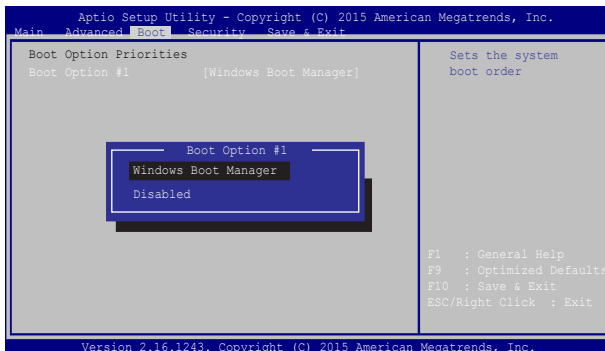 Aptio Setup Utility - Copyright (C) 2015 American Megatrends, Inc.
Main Advanced Boot Security Save & Exit
Boot Option Priorities
Boot Option #1 [Windows Boot Manager]
Sets the system
boot order
Boot Option #1
Windows Boot Manager
Disabled
F1 : General Help
F9 : Optimized Defaults
F10 : Save & Exit
ESC/Right Click : Exit
Version 2.16.1243. Copyright (C) 2015 American Megatrends, Inc.